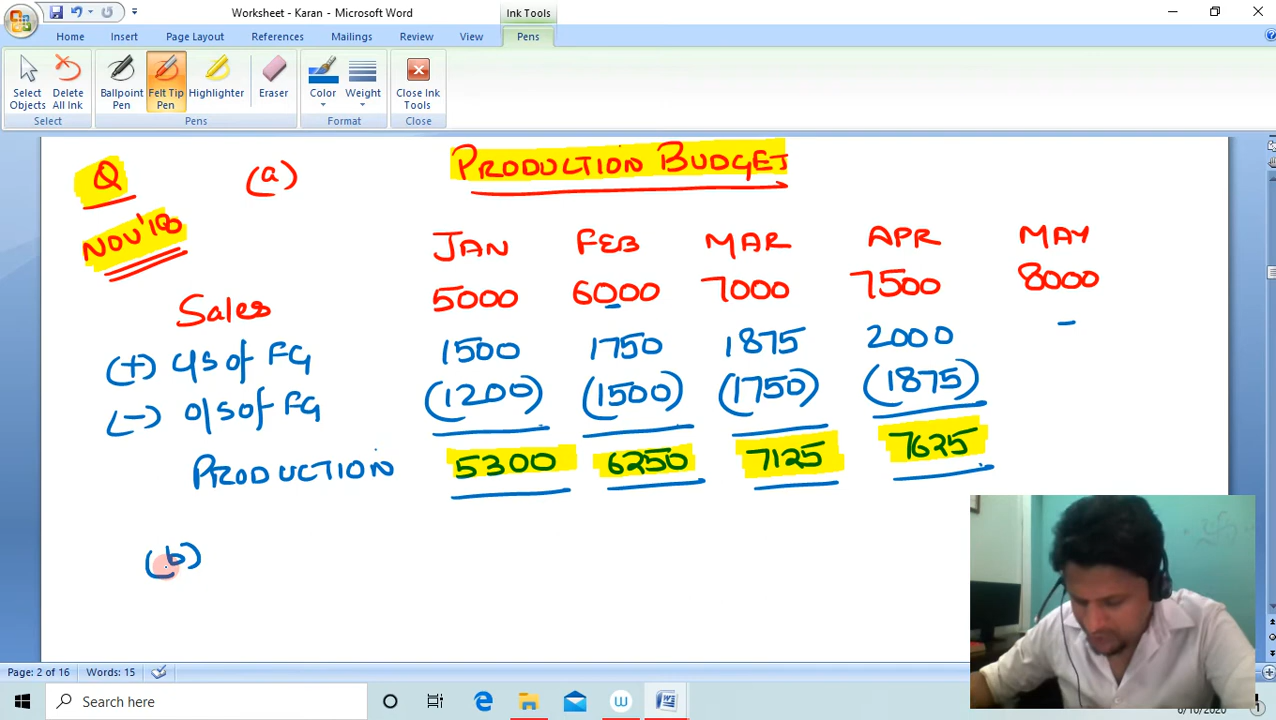 Worksheet - Karan - Microsoft Word
Ink Tools
Home Insert Page Layout References Mailings Review View Pens
Select Objects
Delete All Ink
Ballpoint Pen
Felt Tip Pen
Highlighter
Eraser
Color
Weight
Close Ink Tools
Select Pens Format Close
Q (a) PRODUCTION BUDGET
NOV'18
JAN FEB MAR APR MAY
Sales 5000 6000 7000 7500 8000
(+) C/S of FG 1500 1750 1875 2000 -
(-) O/S of FG (1200) (1500) (1750) (1875)
PRODUCTION 5300 6250 7125 7625
(b)
Page: 2 of 16 Words: 15
Search here
6/10/2020